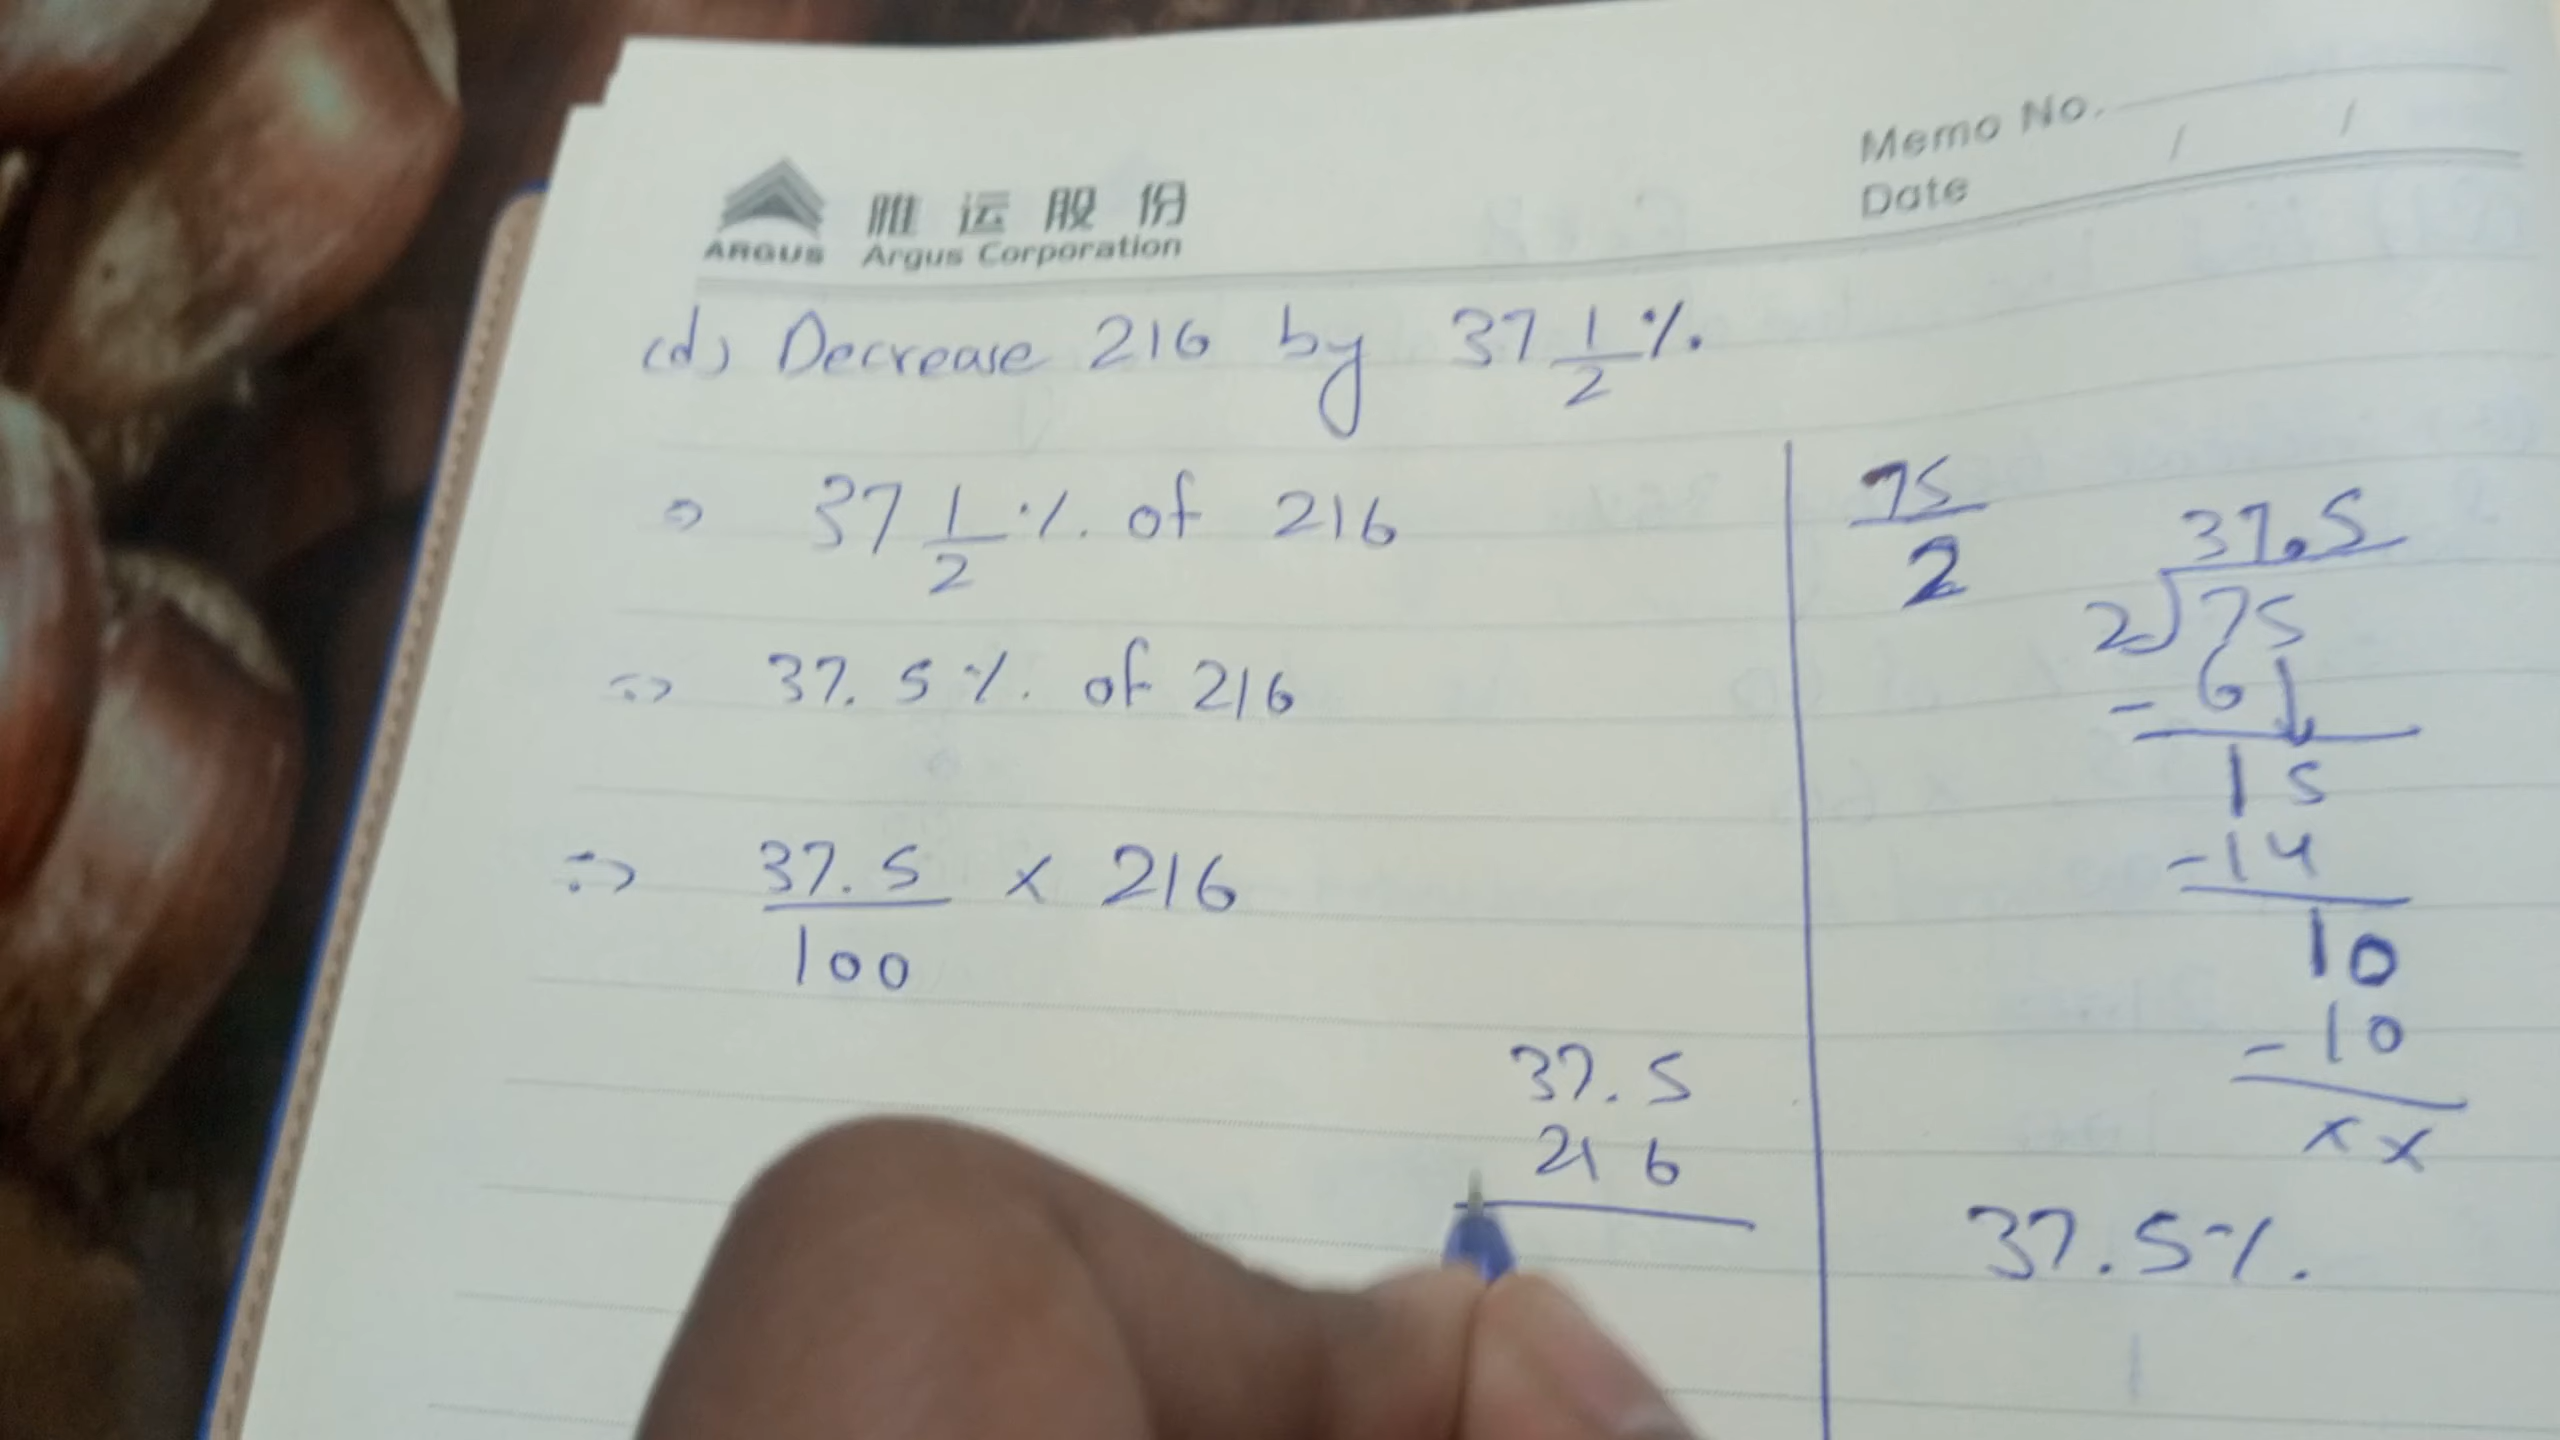 雅运股份
ARGUS Argus Corporation
Memo No.
Date / /
(d) Decrease 216 by 37 1/2 %.
⇒ 37 1/2 %. of 216
⇒ 37.5 %. of 216
⇒ 37.5/100 × 216
37.5
216
75/2
37.5
2)75
- 6
15
-14
10
-10
× ×
37.5 %.